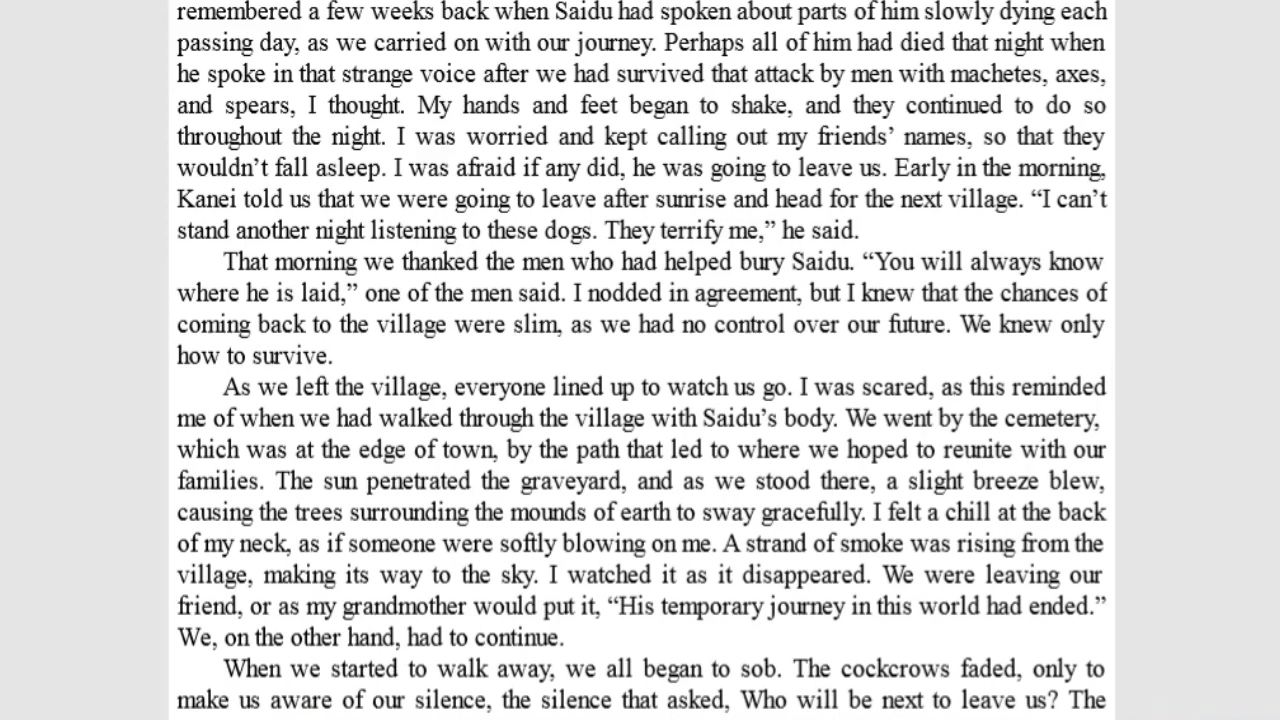 remembered a few weeks back when Saidu had spoken about parts of him slowly dying each
passing day, as we carried on with our journey. Perhaps all of him had died that night when
he spoke in that strange voice after we had survived that attack by men with machetes, axes,
and spears, I thought. My hands and feet began to shake, and they continued to do so
throughout the night. I was worried and kept calling out my friends’ names, so that they
wouldn’t fall asleep. I was afraid if any did, he was going to leave us. Early in the morning,
Kanei told us that we were going to leave after sunrise and head for the next village. “I can’t
stand another night listening to these dogs. They terrify me,” he said.
That morning we thanked the men who had helped bury Saidu. “You will always know
where he is laid,” one of the men said. I nodded in agreement, but I knew that the chances of
coming back to the village were slim, as we had no control over our future. We knew only
how to survive.
As we left the village, everyone lined up to watch us go. I was scared, as this reminded
me of when we had walked through the village with Saidu’s body. We went by the cemetery,
which was at the edge of town, by the path that led to where we hoped to reunite with our
families. The sun penetrated the graveyard, and as we stood there, a slight breeze blew,
causing the trees surrounding the mounds of earth to sway gracefully. I felt a chill at the back
of my neck, as if someone were softly blowing on me. A strand of smoke was rising from the
village, making its way to the sky. I watched it as it disappeared. We were leaving our
friend, or as my grandmother would put it, “His temporary journey in this world had ended.”
We, on the other hand, had to continue.
When we started to walk away, we all began to sob. The cockcrows faded, only to
make us aware of our silence, the silence that asked, Who will be next to leave us? The